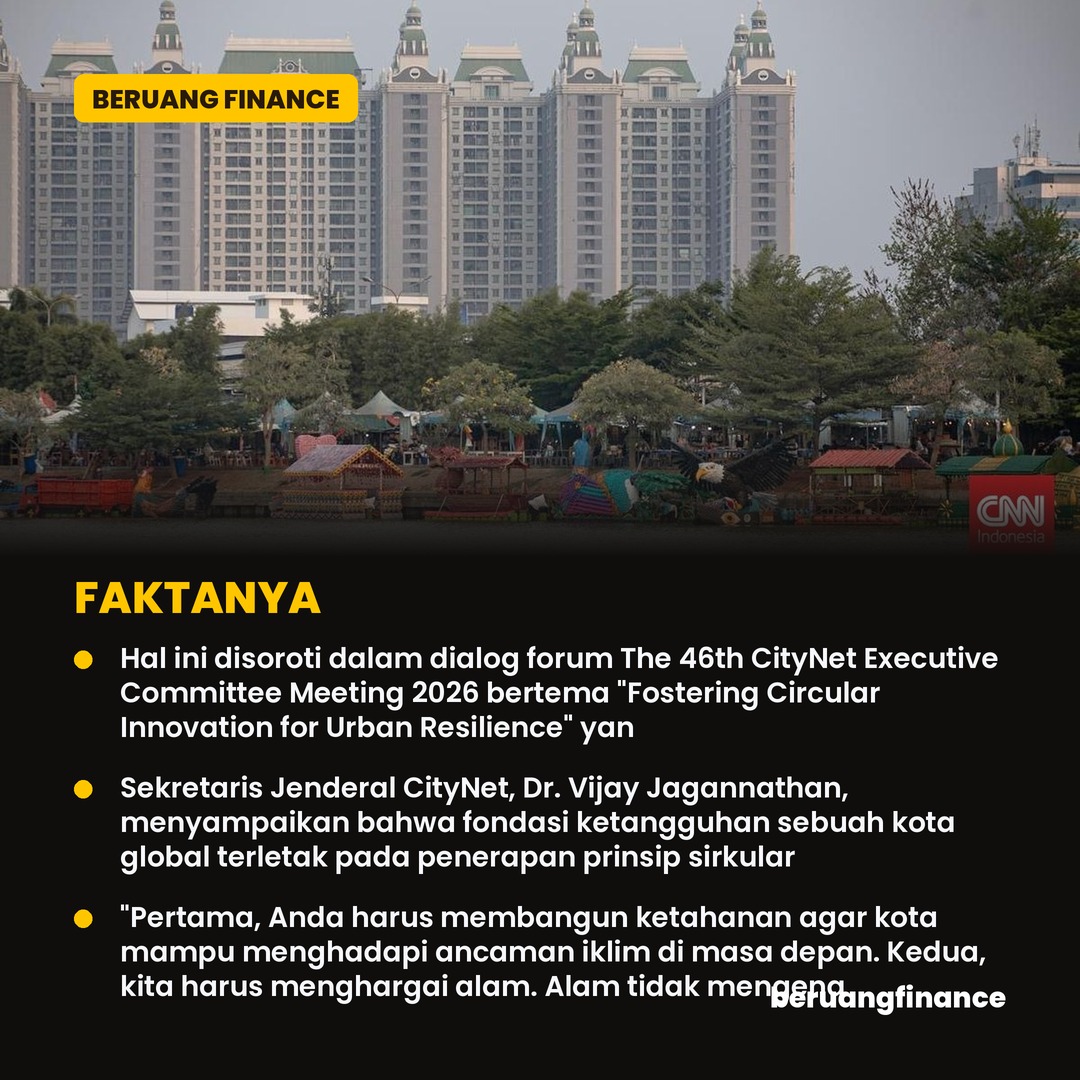 BERUANG FINANCE
CNN
Indonesia
FAKTANYA
Hal ini disoroti dalam dialog forum The 46th CityNet Executive
Committee Meeting 2026 bertema "Fostering Circular
Innovation for Urban Resilience" yan
Sekretaris Jenderal CityNet, Dr. Vijay Jagannathan,
menyampaikan bahwa fondasi ketangguhan sebuah kota
global terletak pada penerapan prinsip sirkular
"Pertama, Anda harus membangun ketahanan agar kota
mampu menghadapi ancaman iklim di masa depan. Kedua,
kita harus menghargai alam. Alam tidak mengena
beruangfinance